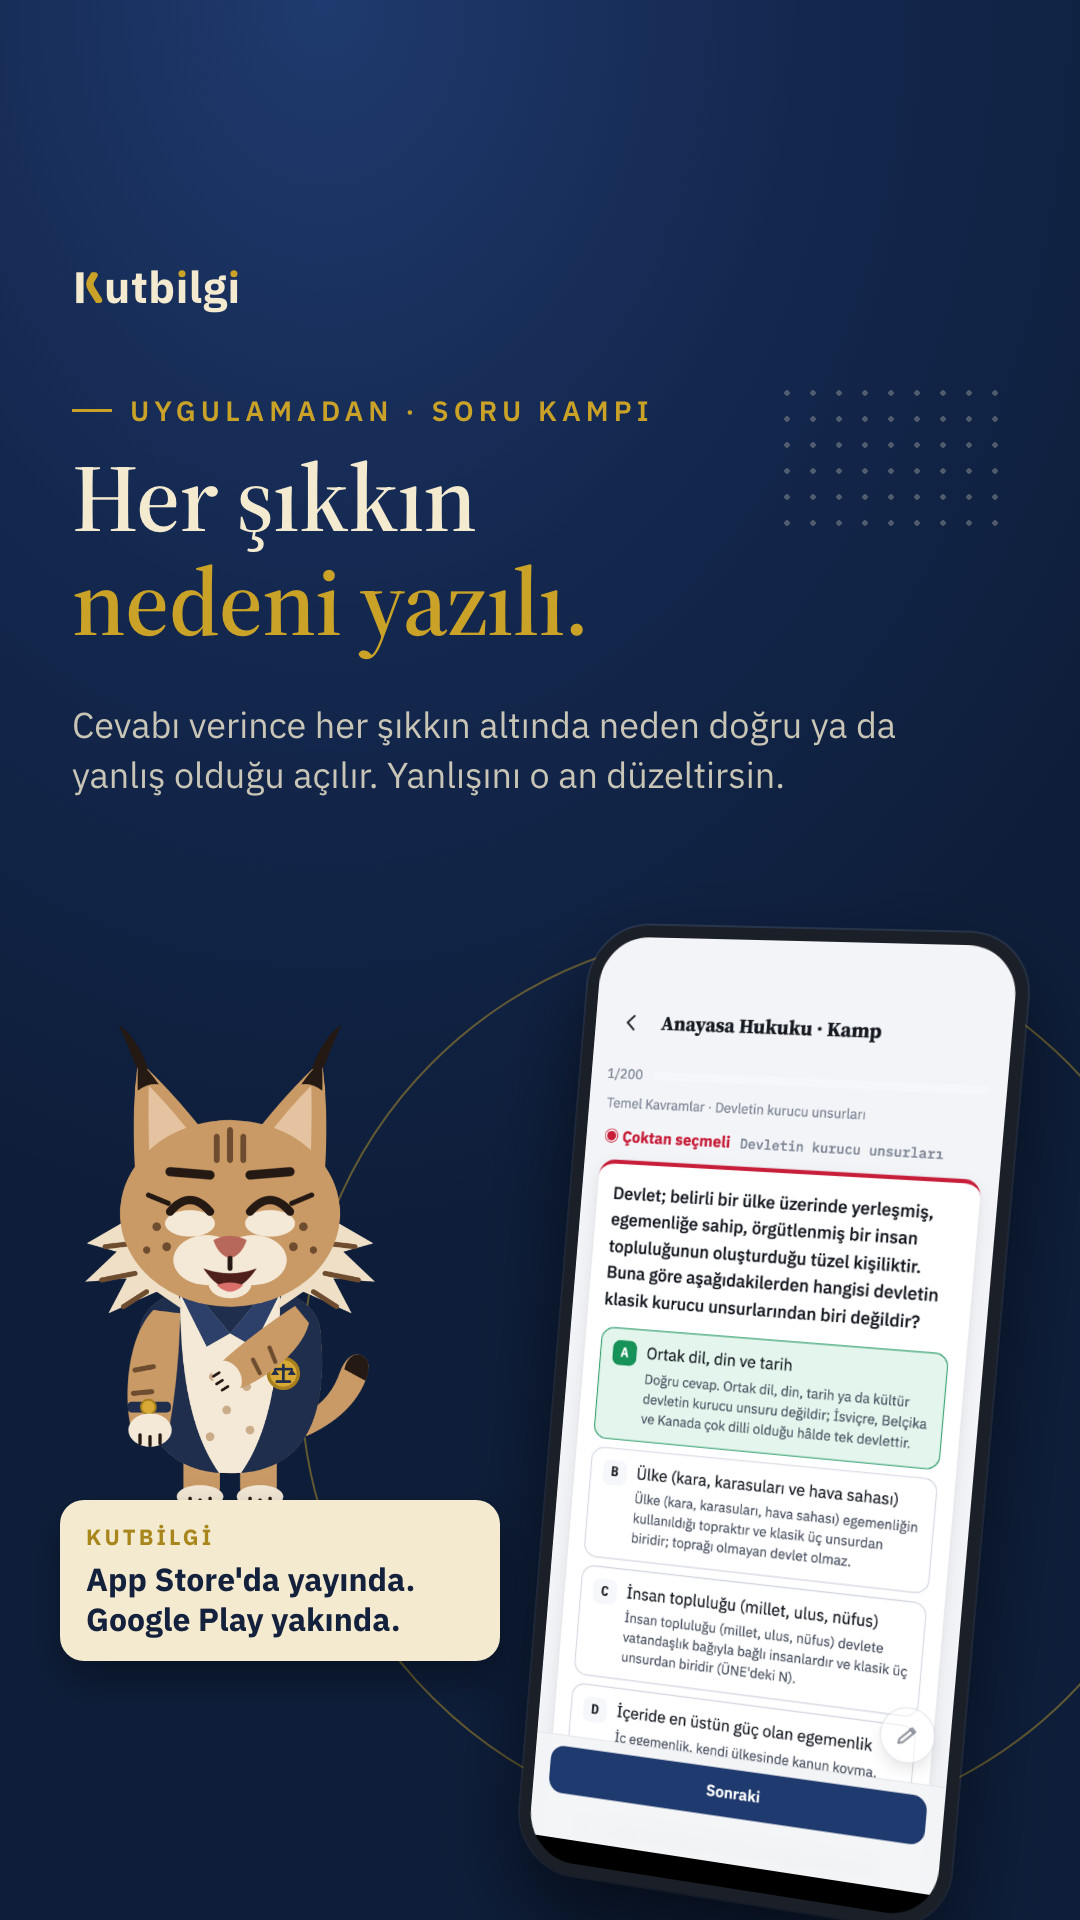 Kutbilgi
UYGULAMADAN · SORU KAMPI
Her şıkkın
nedeni yazılı.
Cevabı verince her şıkkın altında neden doğru ya da
yanlış olduğu açılır. Yanlışını o an düzeltirsin.
Anayasa Hukuku · Kamp
1/200
Temel Kavramlar · Devletin kurucu unsurları
Çoktan seçmeli Devletin kurucu unsurları
Devlet; belirli bir ülke üzerinde yerleşmiş,
egemenliğe sahip, örgütlenmiş bir insan
topluluğunun oluşturduğu tüzel kişiliktir.
Buna göre aşağıdakilerden hangisi devletin
klasik kurucu unsurlarından biri değildir?
A Ortak dil, din ve tarih
Doğru cevap. Ortak dil, din, tarih ya da kültür
devletin kurucu unsuru değildir; İsviçre, Belçika
ve Kanada çok dilli olduğu hâlde tek devlettir.
B Ülke (kara, karasuları ve hava sahası)
Ülke (kara, karasuları, hava sahası) egemenliğin
kullanıldığı topraktır ve klasik üç unsurdan
biridir; toprağı olmayan devlet olmaz.
C İnsan topluluğu (millet, ulus, nüfus)
İnsan topluluğu (millet, ulus, nüfus) devlete
vatandaşlık bağıyla bağlı insanlardır ve klasik üç
unsurdan biridir (ÜNE'deki N).
D İçeride en üstün güç olan egemenlik
İç egemenlik, kendi ülkesinde kanun koyma,
Sonraki
KUTBİLGİ
App Store'da yayında.
Google Play yakında.